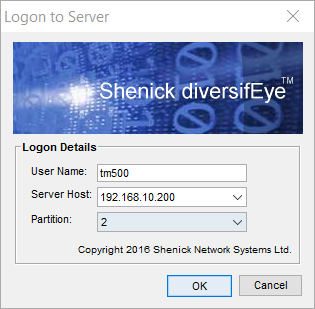 Logon to Server
Shenick diversifEye™
Logon Details
User Name: tm500
Server Host: 192.168.10.200
Partition: 2
Copyright 2016 Shenick Network Systems Ltd.
OK Cancel